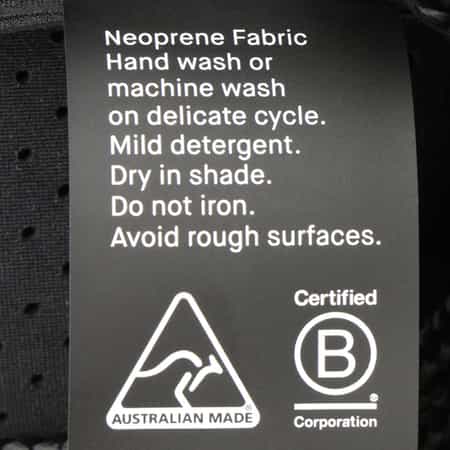 Neoprene Fabric
Hand wash or
machine wash
on delicate cycle.
Mild detergent.
Dry in shade.
Do not iron.
Avoid rough surfaces.
AUSTRALIAN MADE
Certified
B
Corporation